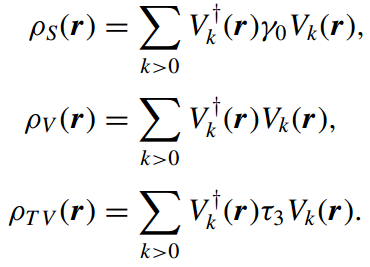 ρ_S(r) = ∑_{k>0} V_k^†(r)γ_0 V_k(r),
ρ_V(r) = ∑_{k>0} V_k^†(r)V_k(r),
ρ_{TV}(r) = ∑_{k>0} V_k^†(r)τ_3 V_k(r).